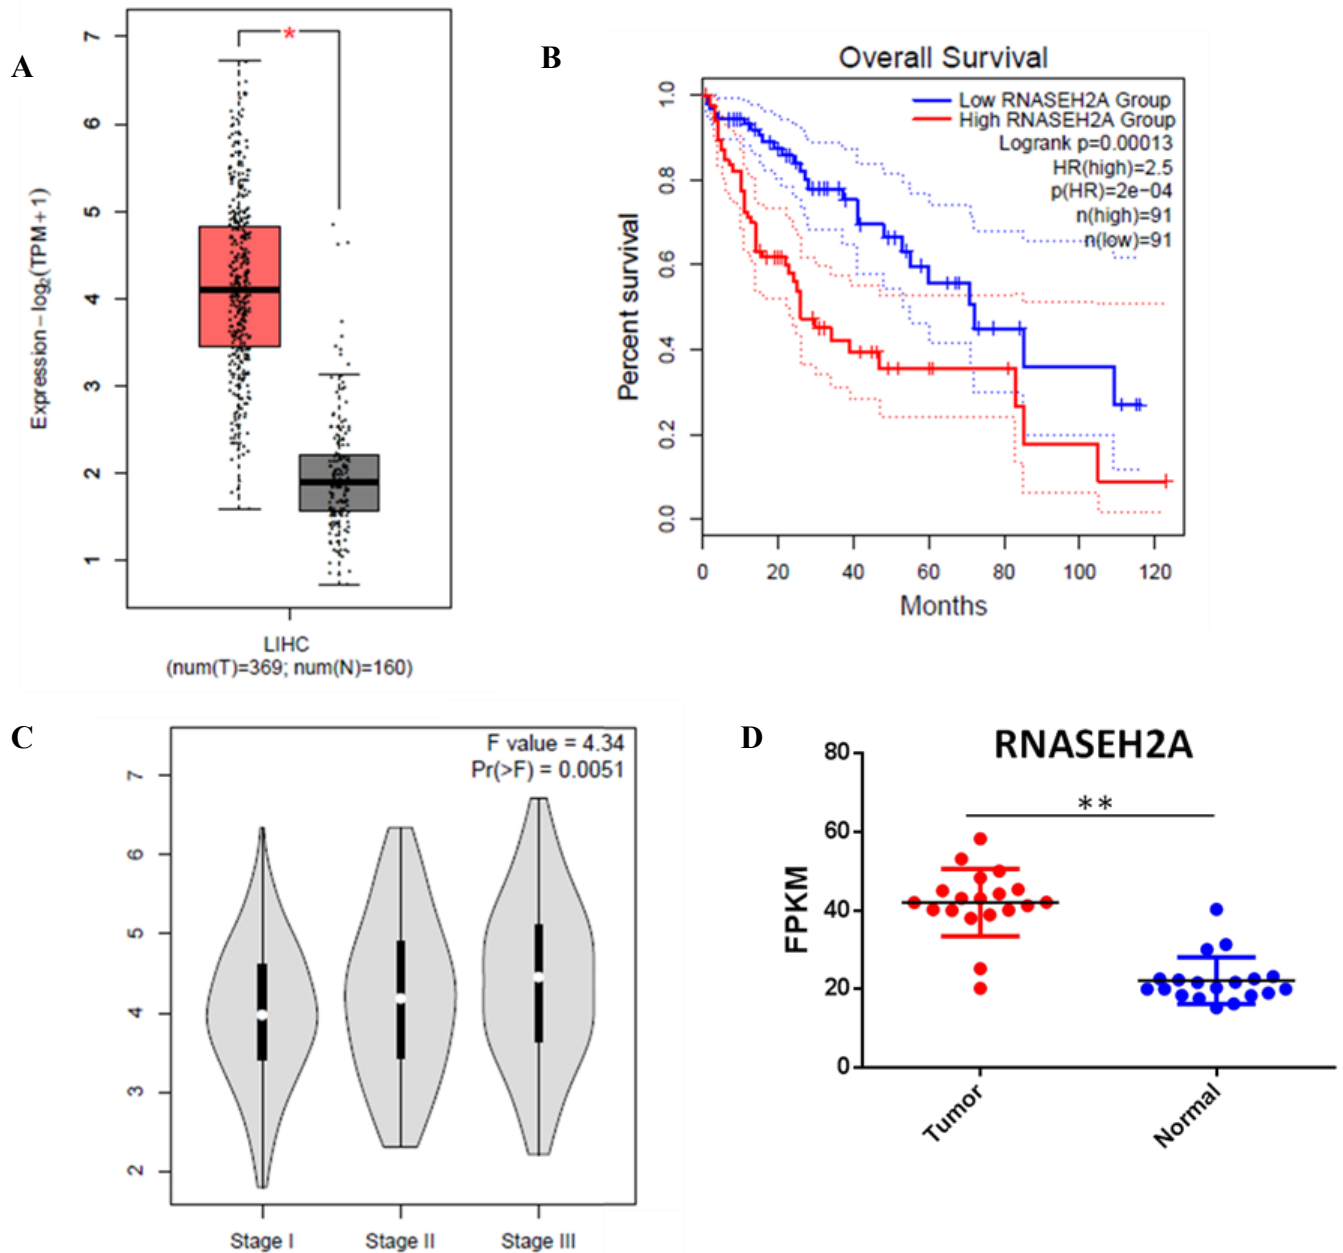 A
7
6
5
4
3
2
1
Expression – log2(TPM + 1)
*
LIHC
(num(T)=369; num(N)=160)
B
Overall Survival
Low RNASEH2A Group
High RNASEH2A Group
Logrank p=0.00013
HR(high)=2.5
p(HR)=2e−04
n(high)=91
n(low)=91
Percent survival
1.0
0.8
0.6
0.4
0.2
0.0
0 20 40 60 80 100 120
Months
C
F value = 4.34
Pr(>F) = 0.0051
7
6
5
4
3
2
Stage I Stage II Stage III
D
RNASEH2A
**
FPKM
80
60
40
20
0
Tumor
Normal